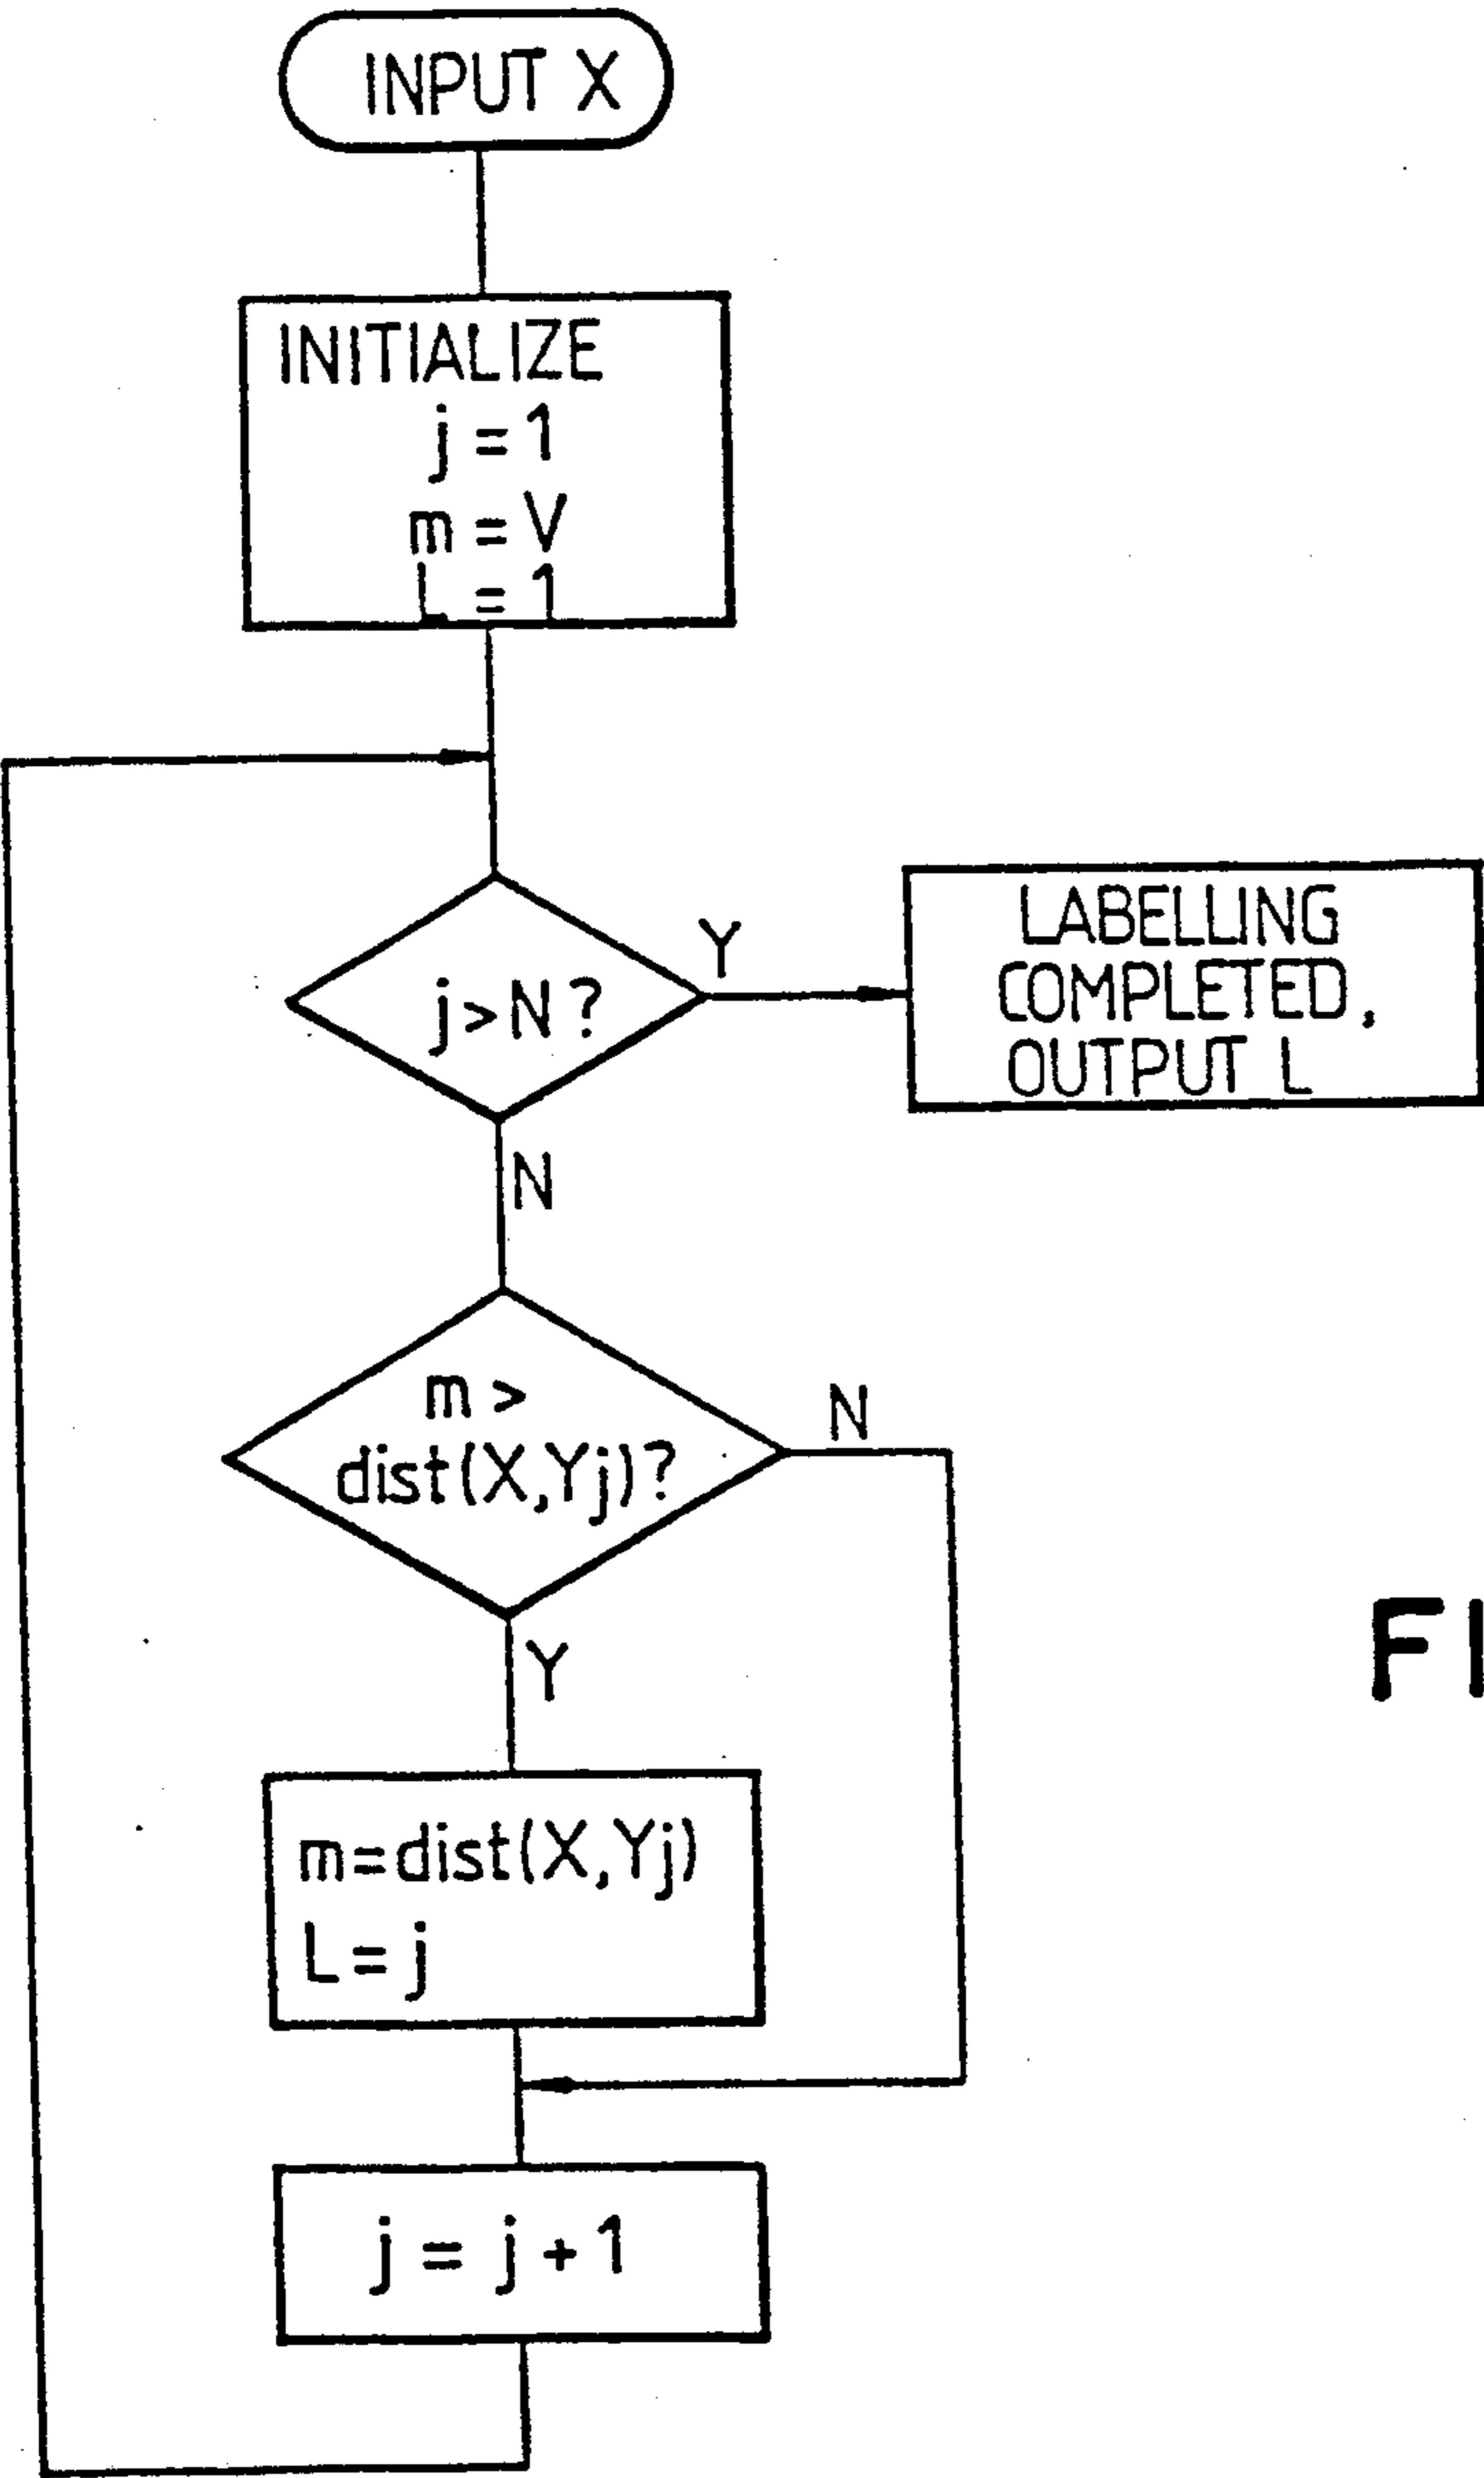 INPUT X
INITIALIZE
j = 1
m = V
L = 1
j > N ?
Y
LABELLING
COMPLETED,
OUTPUT L
N
m >
dist(X,Yj)?
N
Y
m=dist(X,Yj)
L= j
j = j + 1